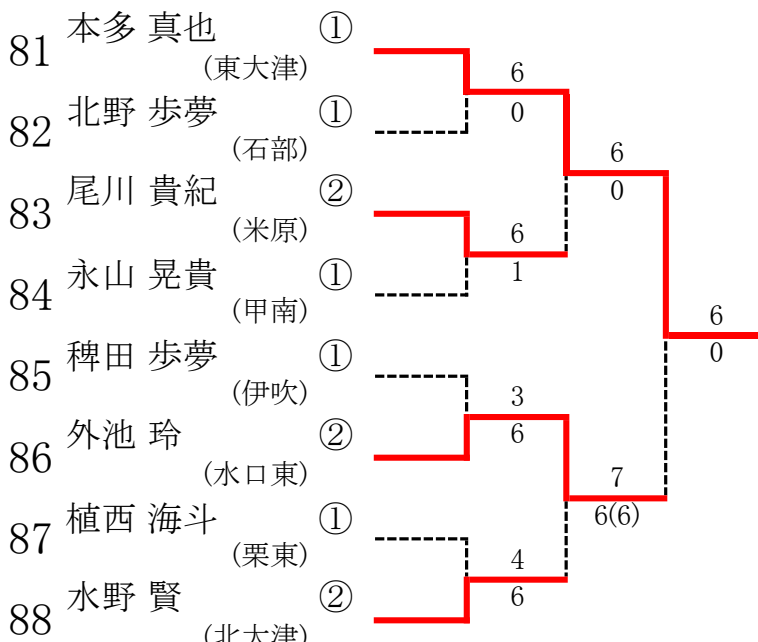 81 本多 真也 ①
(東大津)
6
0
82 北野 歩夢 ①
(石部)
6
0
83 尾川 貴紀 ②
(米原)
6
1
84 永山 晃貴 ①
(甲南)
6
0
85 稗田 歩夢 ①
(伊吹)
3
6
86 外池 玲 ②
(水口東)
7
6(6)
87 植西 海斗 ①
(栗東)
4
6
88 水野 賢 ②
(北大津)